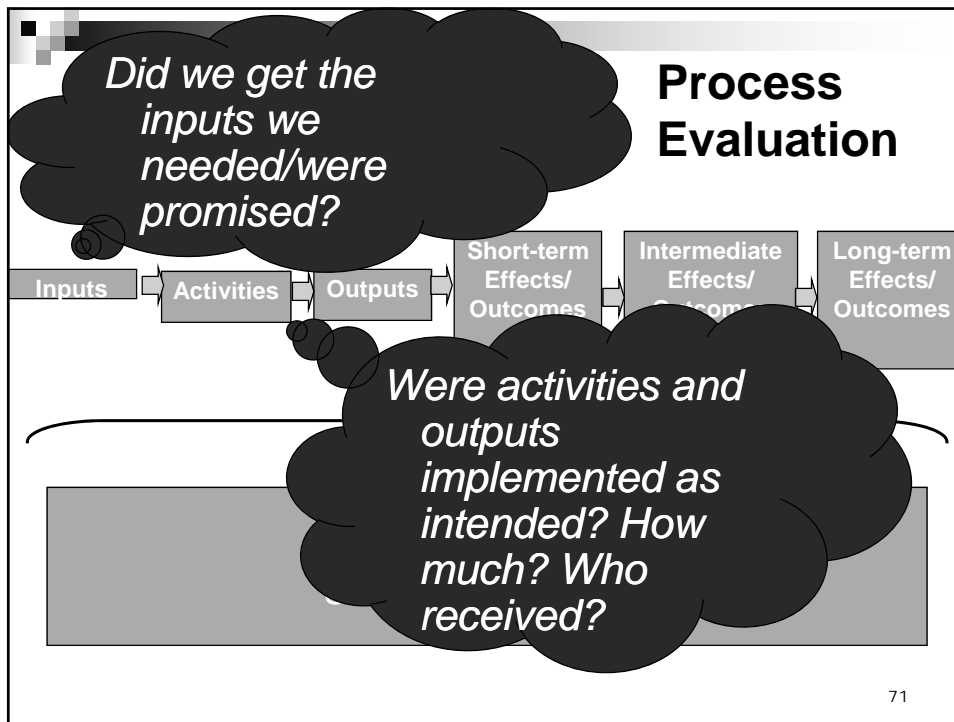 Process
Evaluation
Did we get the
inputs we
needed/were
promised?
Inputs
Activities
Outputs
Short-term
Effects/
Outcomes
Intermediate
Effects/
Long-term
Effects/
Outcomes
Were activities and
outputs
implemented as
intended? How
much? Who
received?
71